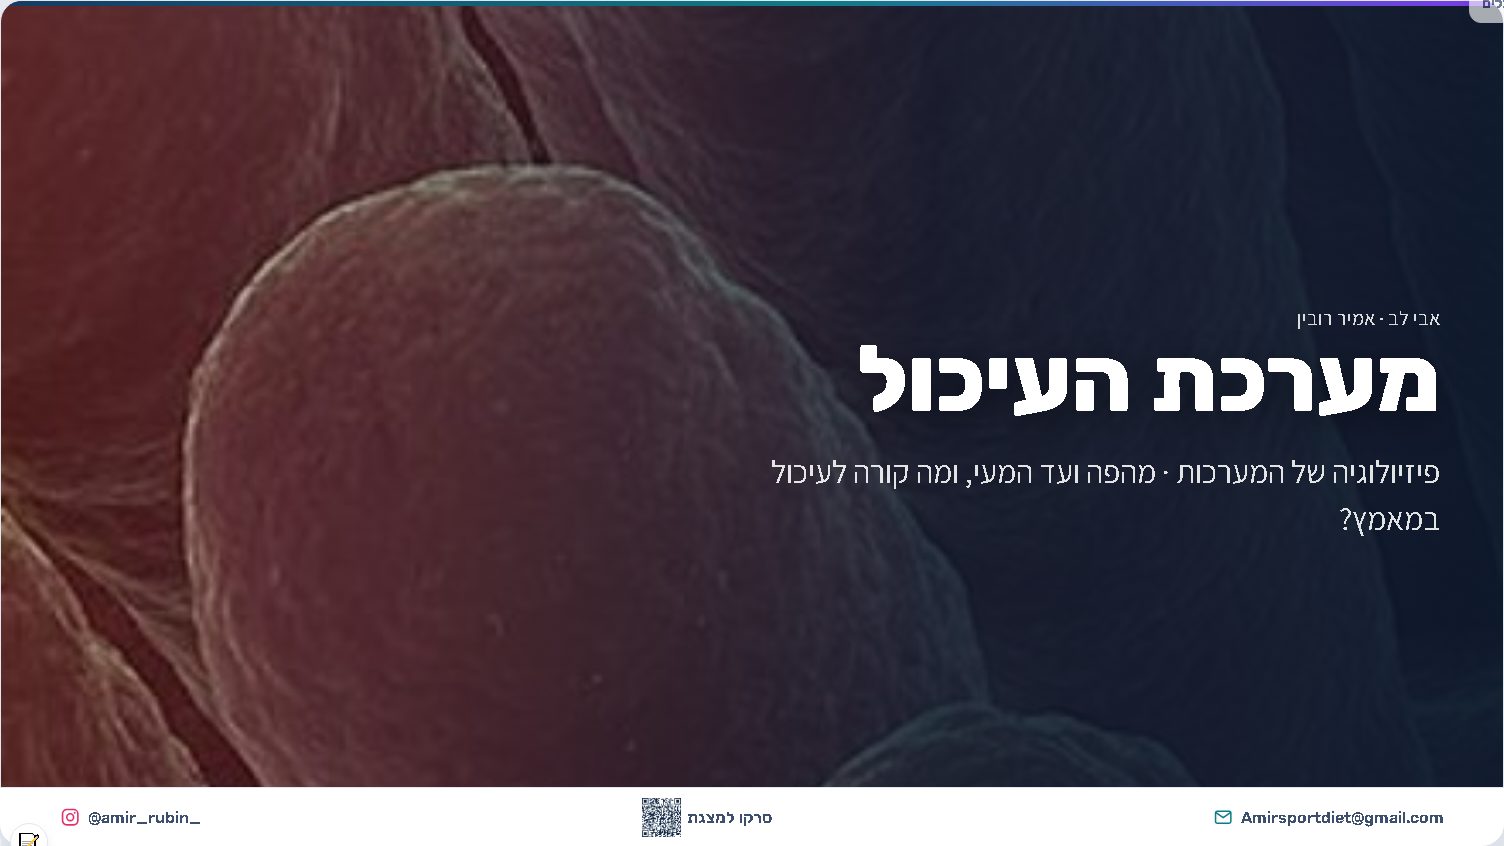 אבי לב · אמיר רובין
מערכת העיכול
פיזיולוגיה של המערכות · מהפה ועד המעי, ומה קורה לעיכול
במאמץ?
Amirsportdiet@gmail.com
סרקו למצגת
@amir_rubin_